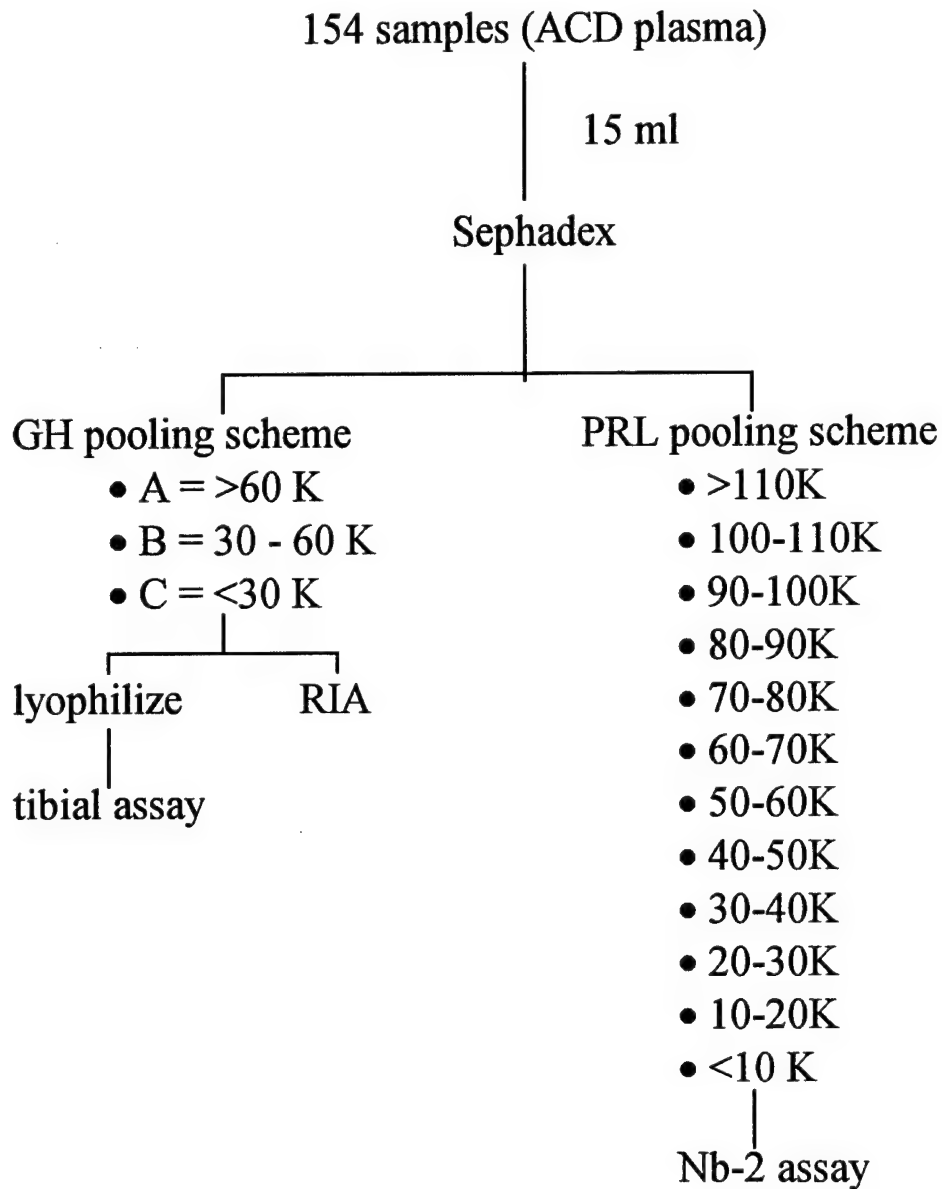 154 samples (ACD plasma)
15 ml
Sephadex
GH pooling scheme
• A = >60 K
• B = 30 - 60 K
• C = <30 K
lyophilize
RIA
tibial assay
PRL pooling scheme
• >110K
• 100-110K
• 90-100K
• 80-90K
• 70-80K
• 60-70K
• 50-60K
• 40-50K
• 30-40K
• 20-30K
• 10-20K
• <10 K
Nb-2 assay